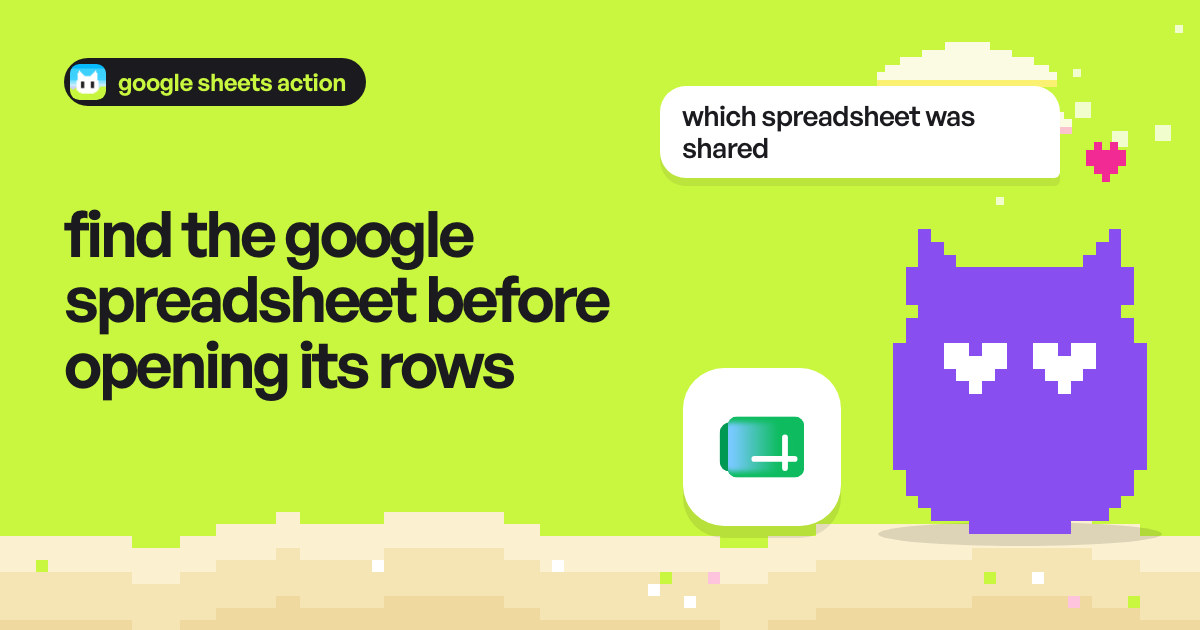 google sheets action
which spreadsheet was
shared
find the google
spreadsheet before
opening its rows